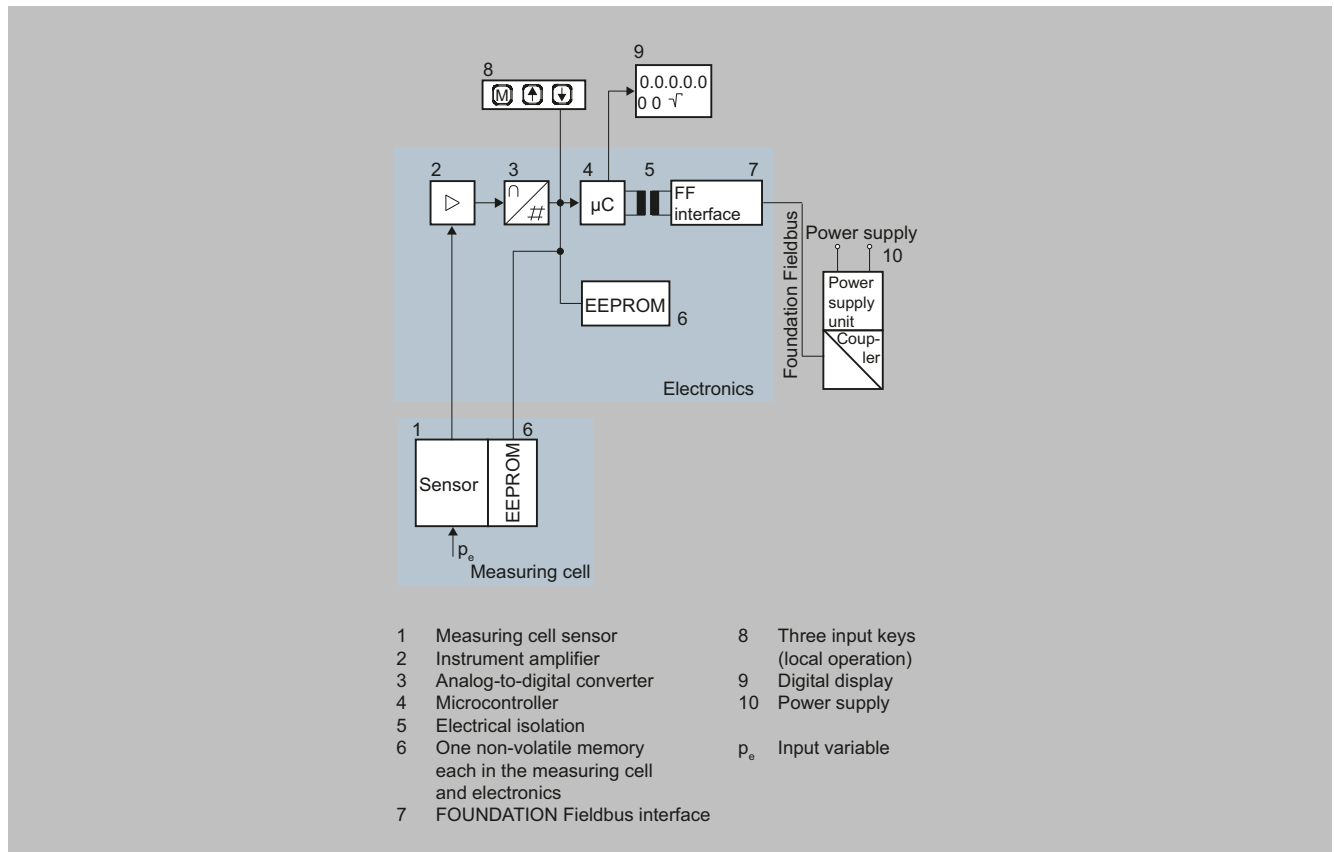 9
8
0.0.0.0.0
0 0 √
M
2
3
4
5
7
∩
#
µC
FF
interface
Foundation Fieldbus
Power supply
10
Power
supply
unit
Coup-
ler
EEPROM
6
Electronics
1
6
Sensor
EEPROM
pe
Measuring cell
1 Measuring cell sensor
2 Instrument amplifier
3 Analog-to-digital converter
4 Microcontroller
5 Electrical isolation
6 One non-volatile memory
each in the measuring cell
and electronics
7 FOUNDATION Fieldbus interface
8 Three input keys
(local operation)
9 Digital display
10 Power supply
pe Input variable